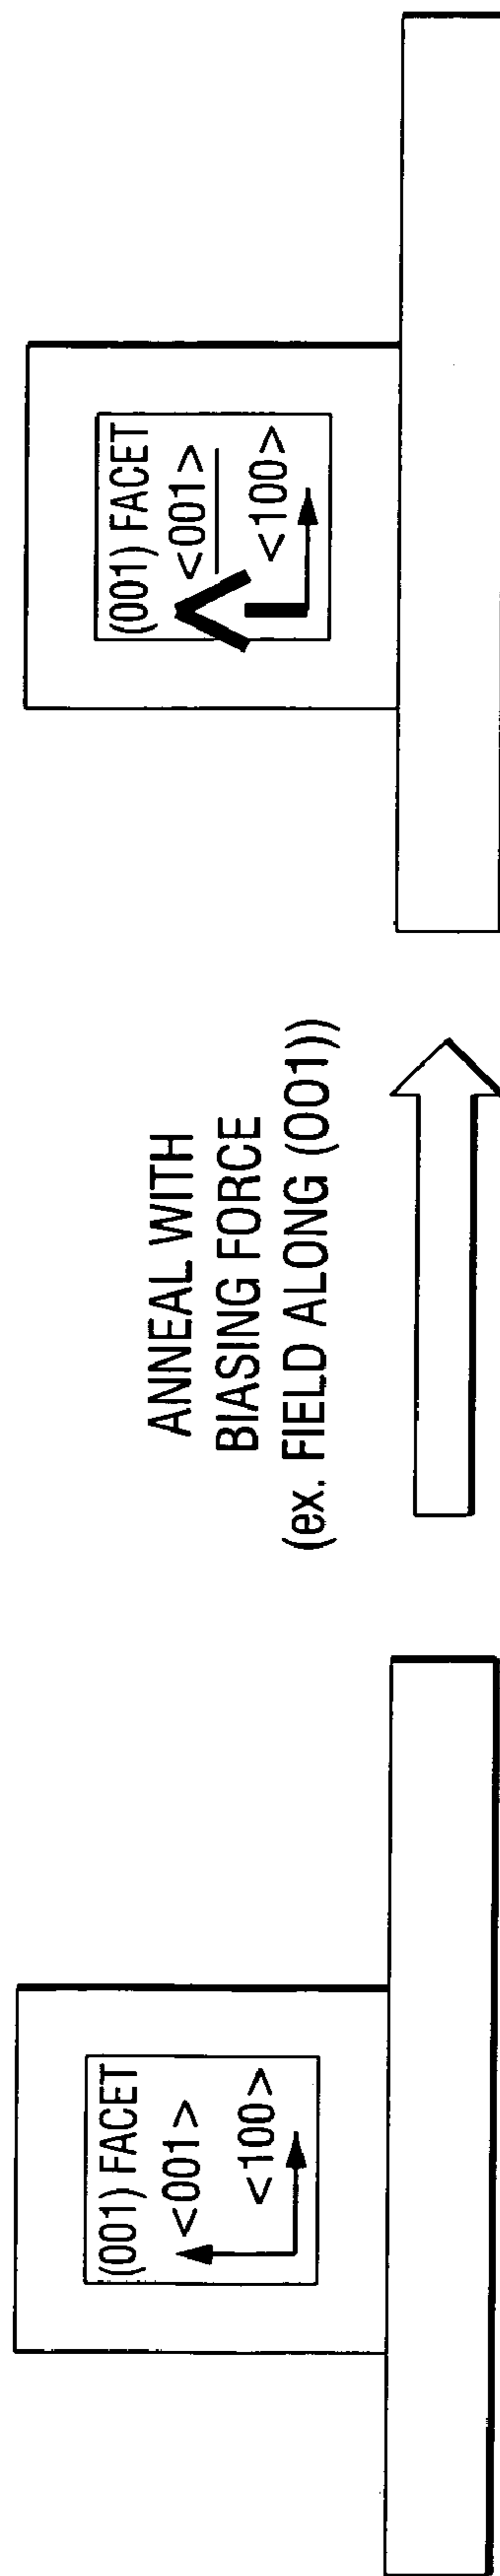 (001) FACET
<001>
<100>
ANNEAL WITH
BIASING FORCE
(ex. FIELD ALONG (001))
(001) FACET
<001>
<100>